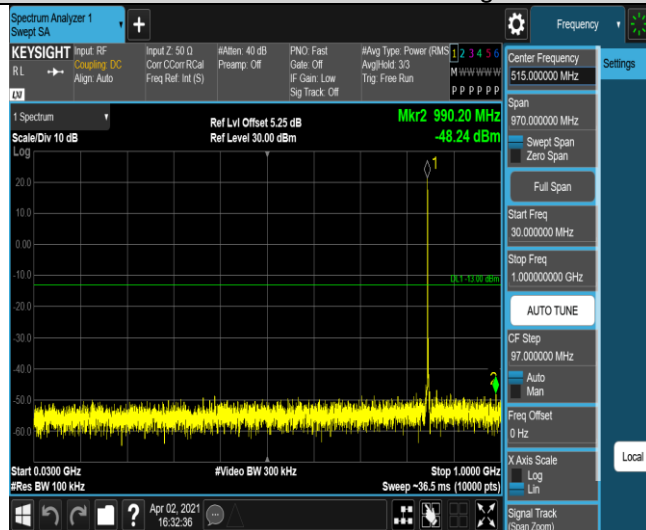 Spectrum Analyzer 1
Swept SA
Frequency
KEYSIGHT
RL
LXI
Input: RF
Coupling: DC
Align: Auto
Input Z: 50 Ω
Corr CCorr RCal
Freq Ref: Int (S)
#Atten: 40 dB
Preamp: Off
PNO: Fast
Gate: Off
IF Gain: Low
Sig Track: Off
#Avg Type: Power (RMS
Avg|Hold: 3/3
Trig: Free Run
1 2 3 4 5 6
M W W W W W
P P P P P P
1 Spectrum
Scale/Div 10 dB
Log
Ref Lvl Offset 5.25 dB
Ref Level 30.00 dBm
Mkr2 990.20 MHz
-48.24 dBm
1
20.0
10.0
0.00
-10.0
DL1 -13.00 dBm
-20.0
-30.0
-40.0
2
-50.0
-60.0
Start 0.0300 GHz
#Res BW 100 kHz
#Video BW 300 kHz
Stop 1.0000 GHz
Sweep ~36.5 ms (10000 pts)
Apr 02, 2021
16:32:36
?
Center Frequency
515.000000 MHz
Settings
Span
970.000000 MHz
Swept Span
Zero Span
Full Span
Start Freq
30.000000 MHz
Stop Freq
1.000000000 GHz
AUTO TUNE
CF Step
97.000000 MHz
Auto
Man
Freq Offset
0 Hz
X Axis Scale
Log
Lin
Local
Signal Track
(Span Zoom)